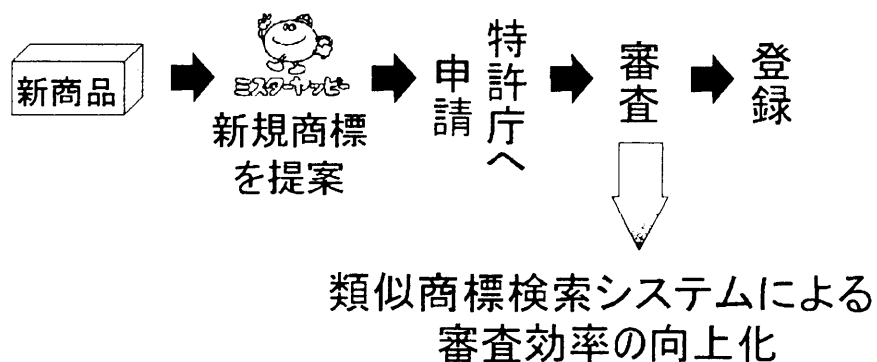 新商品
ミスターヤッピー
新規商標
を提案
特許庁へ
申請
審査
登録
類似商標検索システムによる
審査効率の向上化